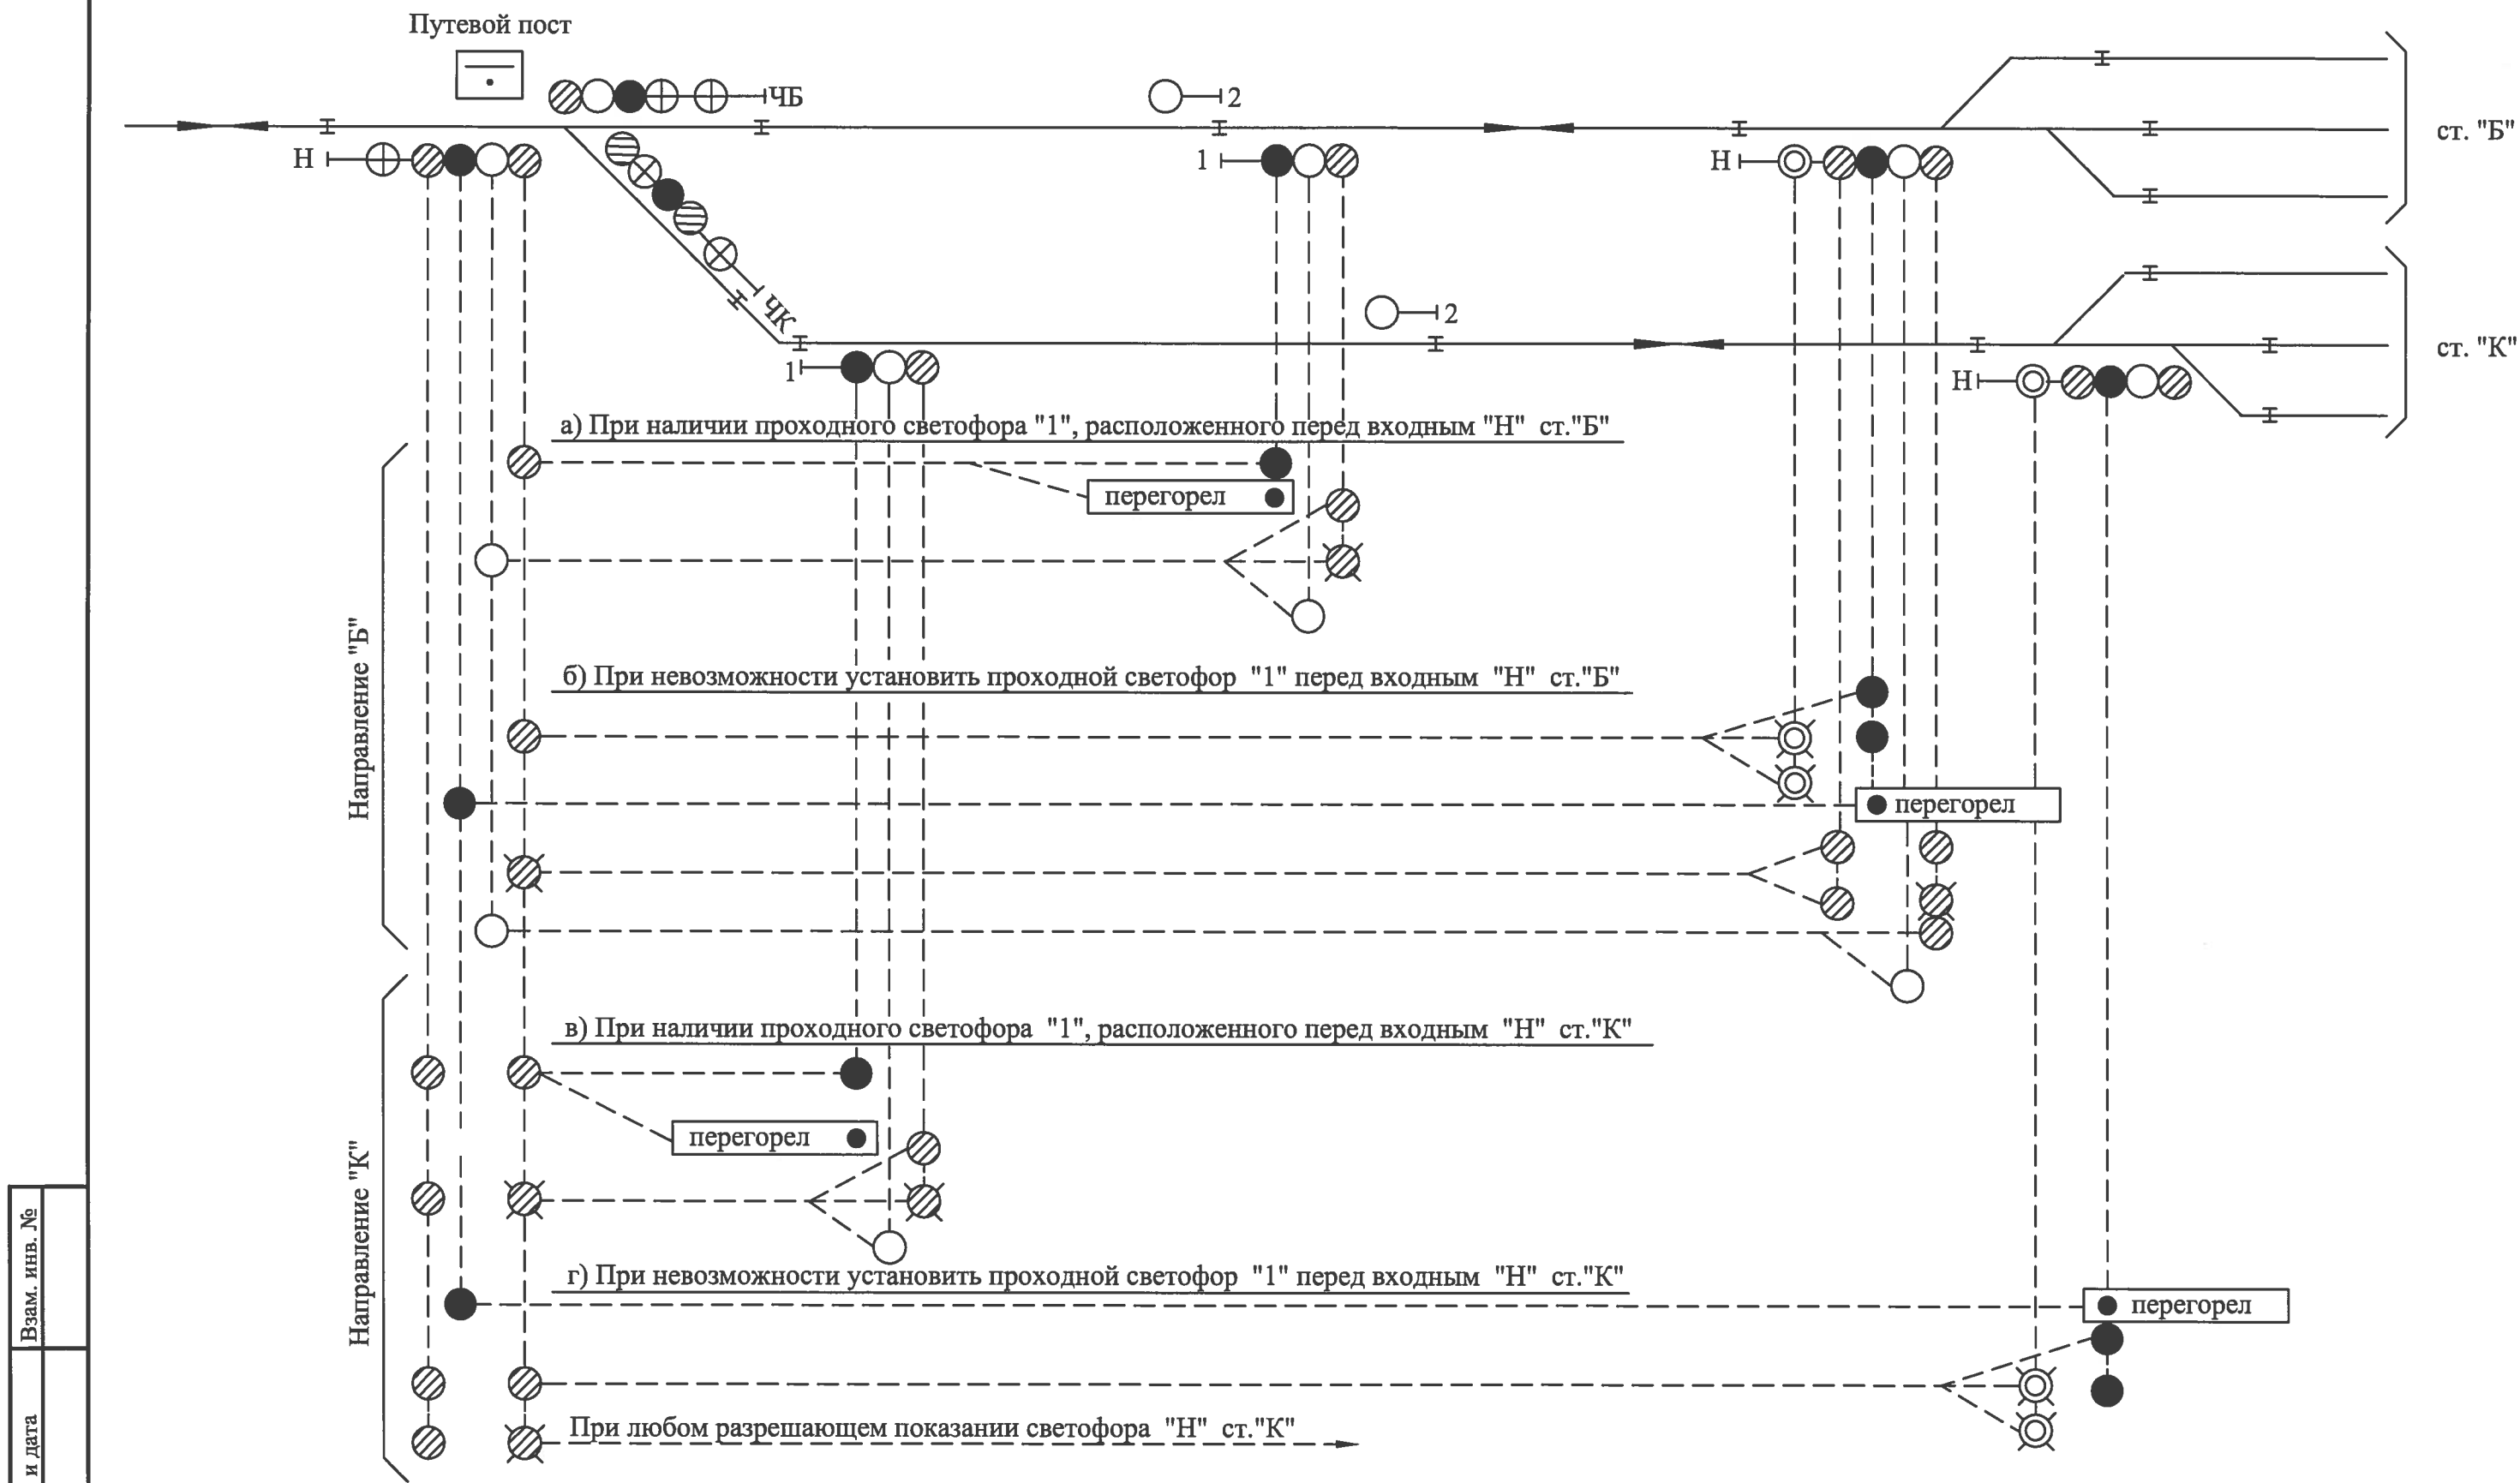 Путевой пост
ЧБ
2
Н
1
Н
ст. "Б"
ЧК
2
1
Н
ст. "К"
а) При наличии проходного светофора "1", расположенного перед входным "Н" ст."Б"
перегорел
Направление "Б"
б) При невозможности установить проходной светофор "1" перед входным "Н" ст."Б"
перегорел
в) При наличии проходного светофора "1", расположенного перед входным "Н" ст."К"
перегорел
Направление "К"
г) При невозможности установить проходной светофор "1" перед входным "Н" ст."К"
перегорел
При любом разрешающем показании светофора "Н" ст."К"
Взам. инв. №
и дата